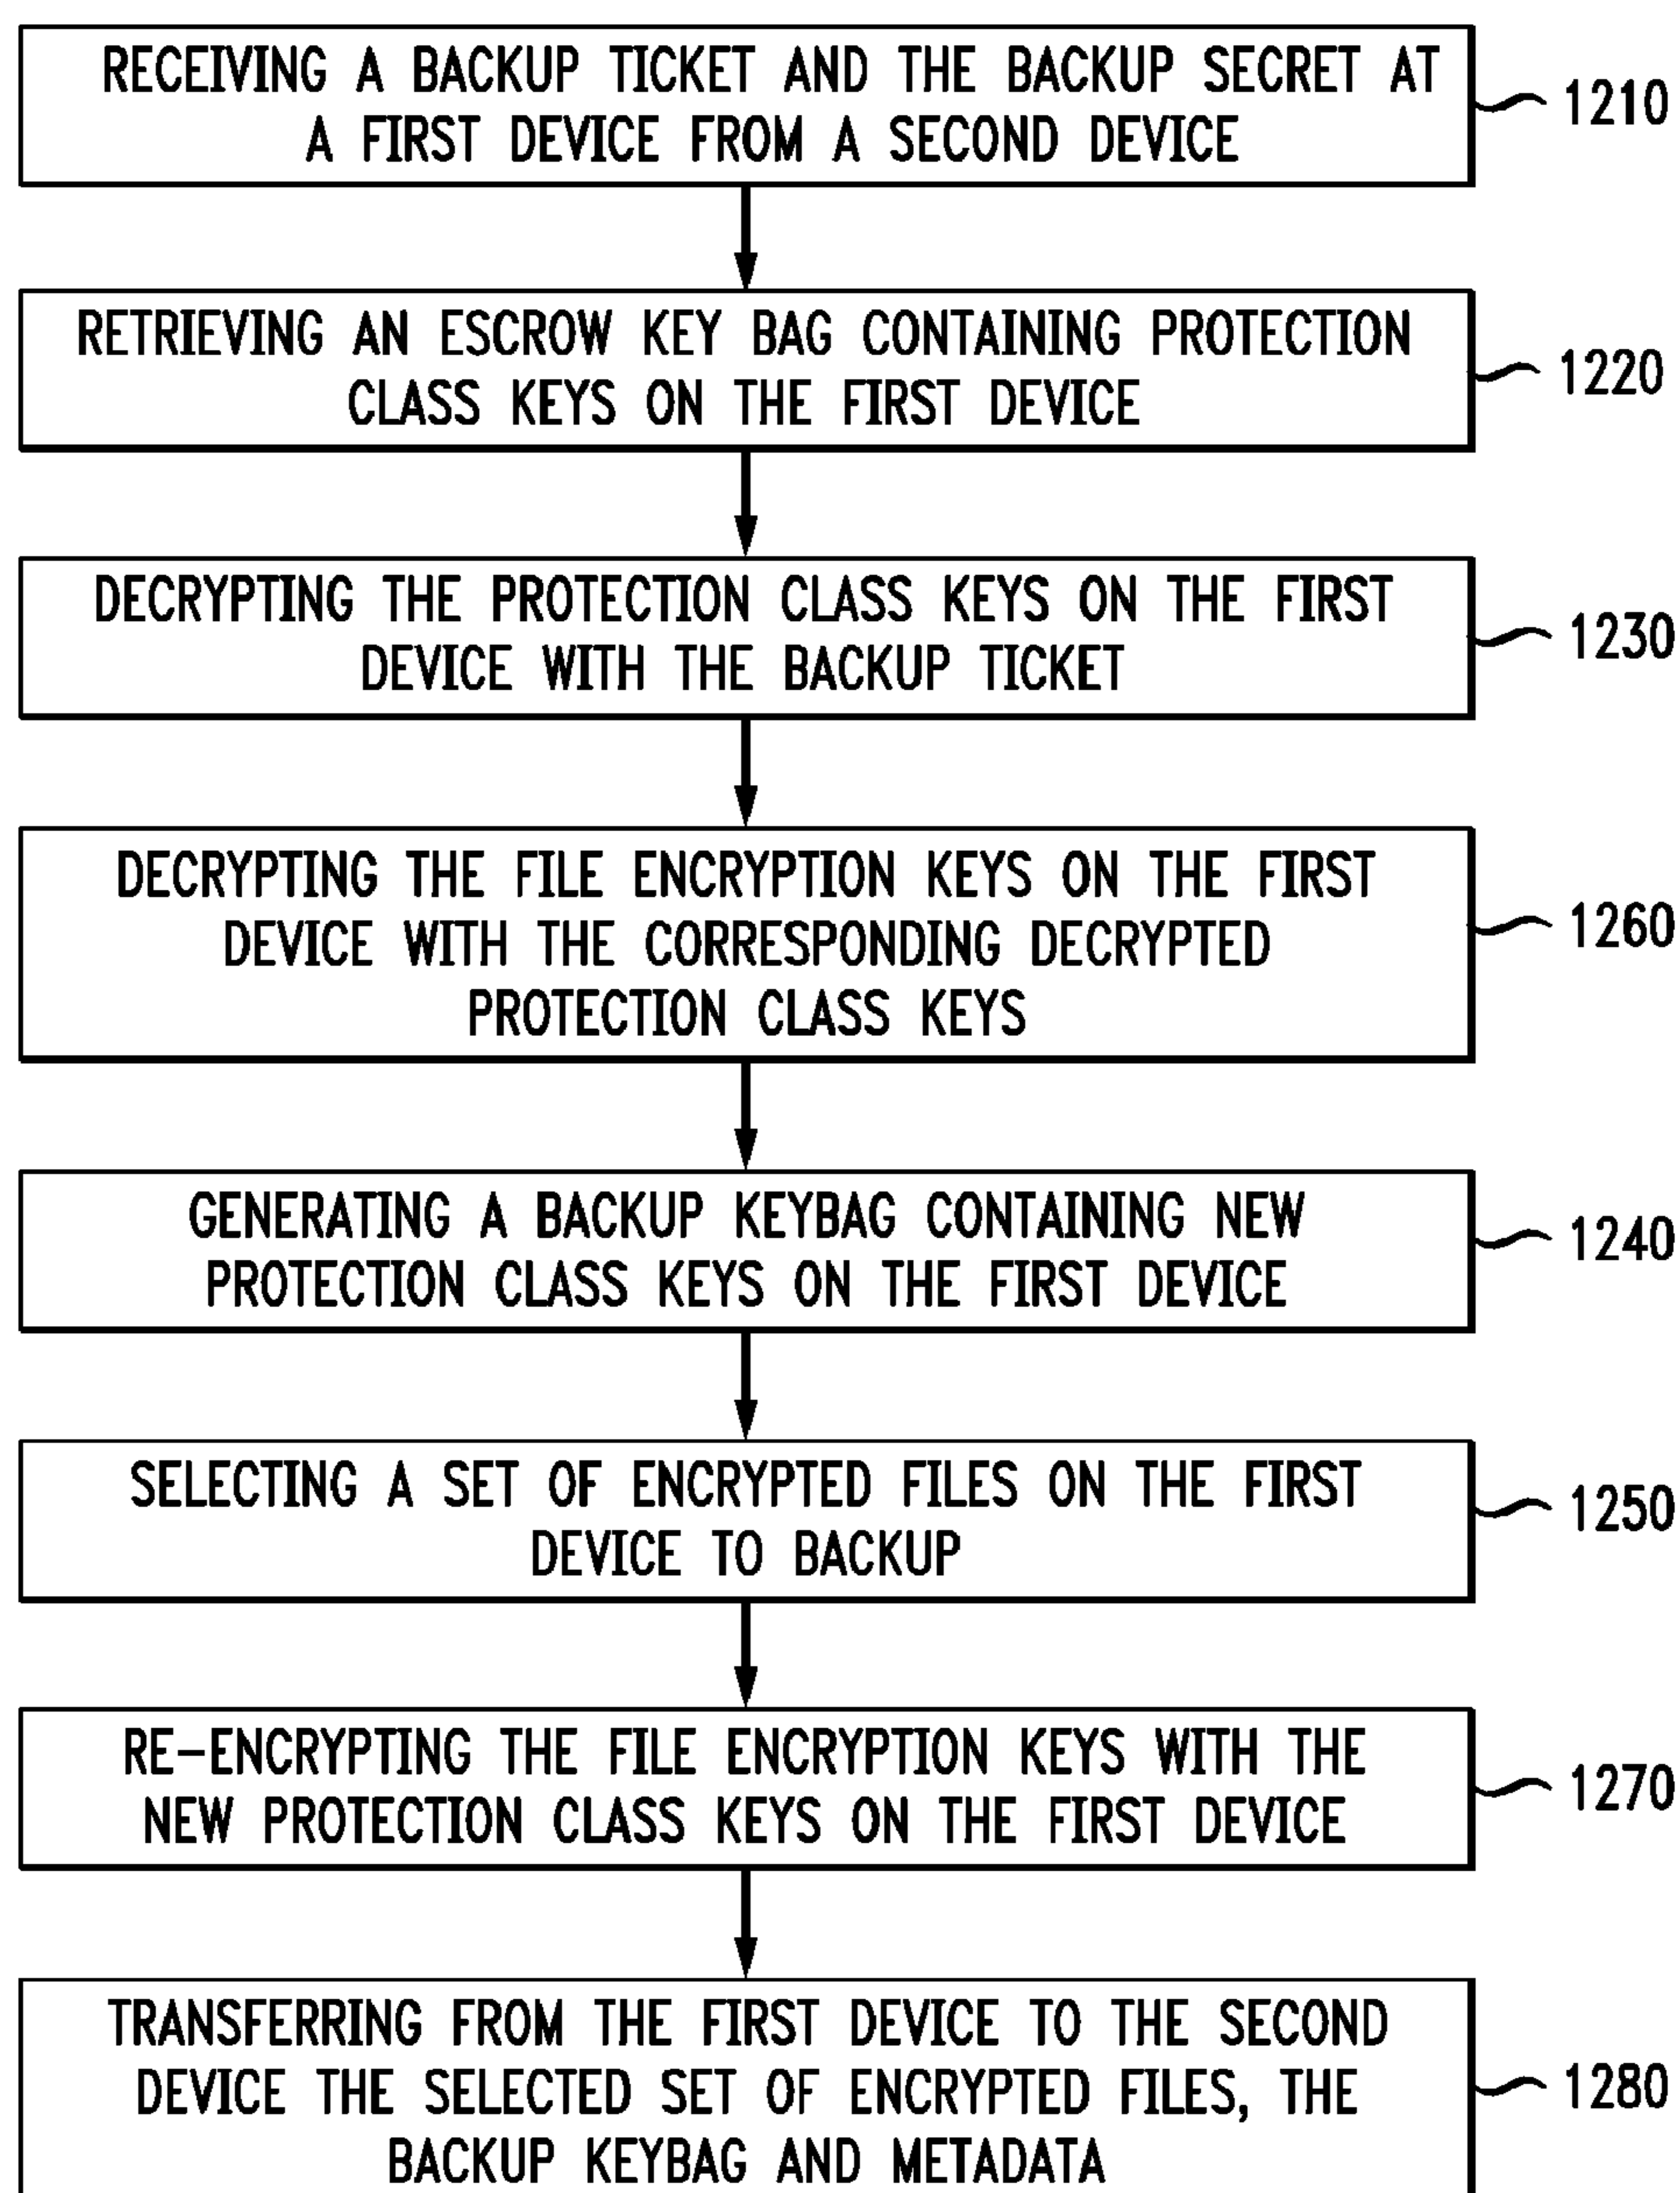 RECEIVING A BACKUP TICKET AND THE BACKUP SECRET AT
A FIRST DEVICE FROM A SECOND DEVICE
1210
RETRIEVING AN ESCROW KEY BAG CONTAINING PROTECTION
CLASS KEYS ON THE FIRST DEVICE
1220
DECRYPTING THE PROTECTION CLASS KEYS ON THE FIRST
DEVICE WITH THE BACKUP TICKET
1230
DECRYPTING THE FILE ENCRYPTION KEYS ON THE FIRST
DEVICE WITH THE CORRESPONDING DECRYPTED
PROTECTION CLASS KEYS
1260
GENERATING A BACKUP KEYBAG CONTAINING NEW
PROTECTION CLASS KEYS ON THE FIRST DEVICE
1240
SELECTING A SET OF ENCRYPTED FILES ON THE FIRST
DEVICE TO BACKUP
1250
RE-ENCRYPTING THE FILE ENCRYPTION KEYS WITH THE
NEW PROTECTION CLASS KEYS ON THE FIRST DEVICE
1270
TRANSFERRING FROM THE FIRST DEVICE TO THE SECOND
DEVICE THE SELECTED SET OF ENCRYPTED FILES, THE
BACKUP KEYBAG AND METADATA
1280